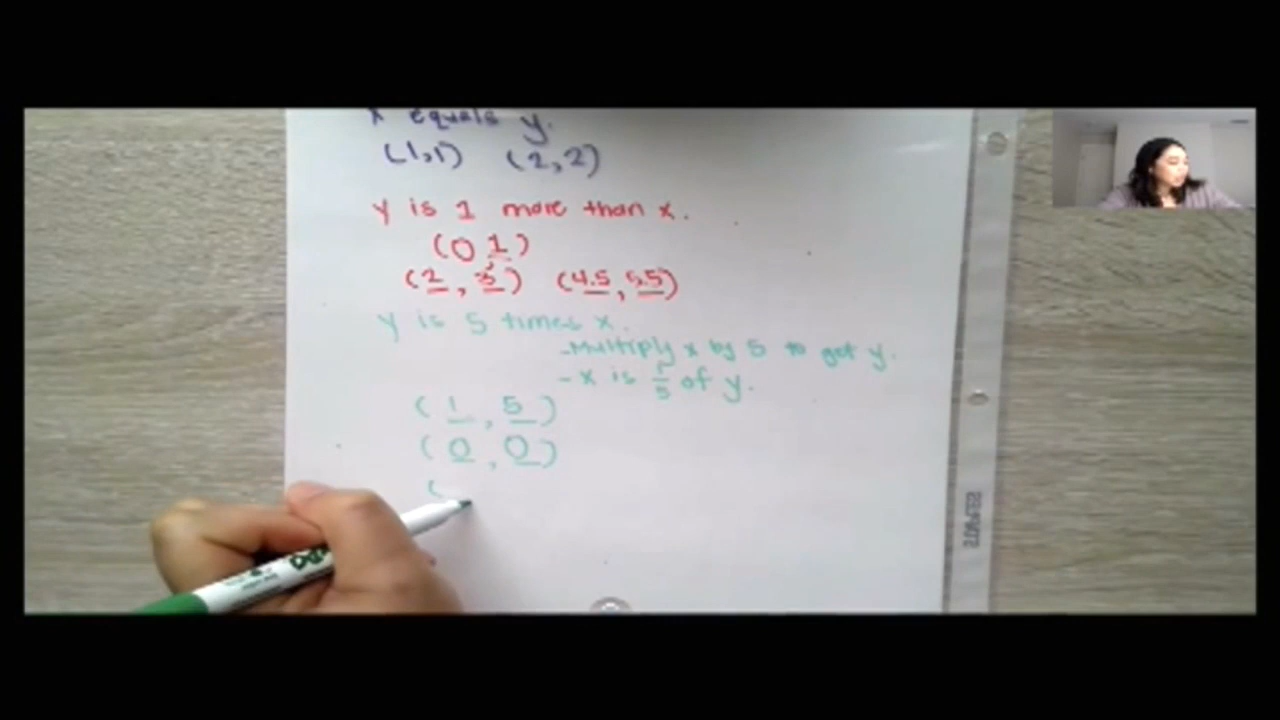 x equals y.
(1,1) (2,2)
y is 1 more than x.
(0,1)
(2,3) (4.5,5.5)
y is 5 times x.
-Multiply x by 5 to get y.
- x is 1/5 of y.
(1,5)
(0,0)
(